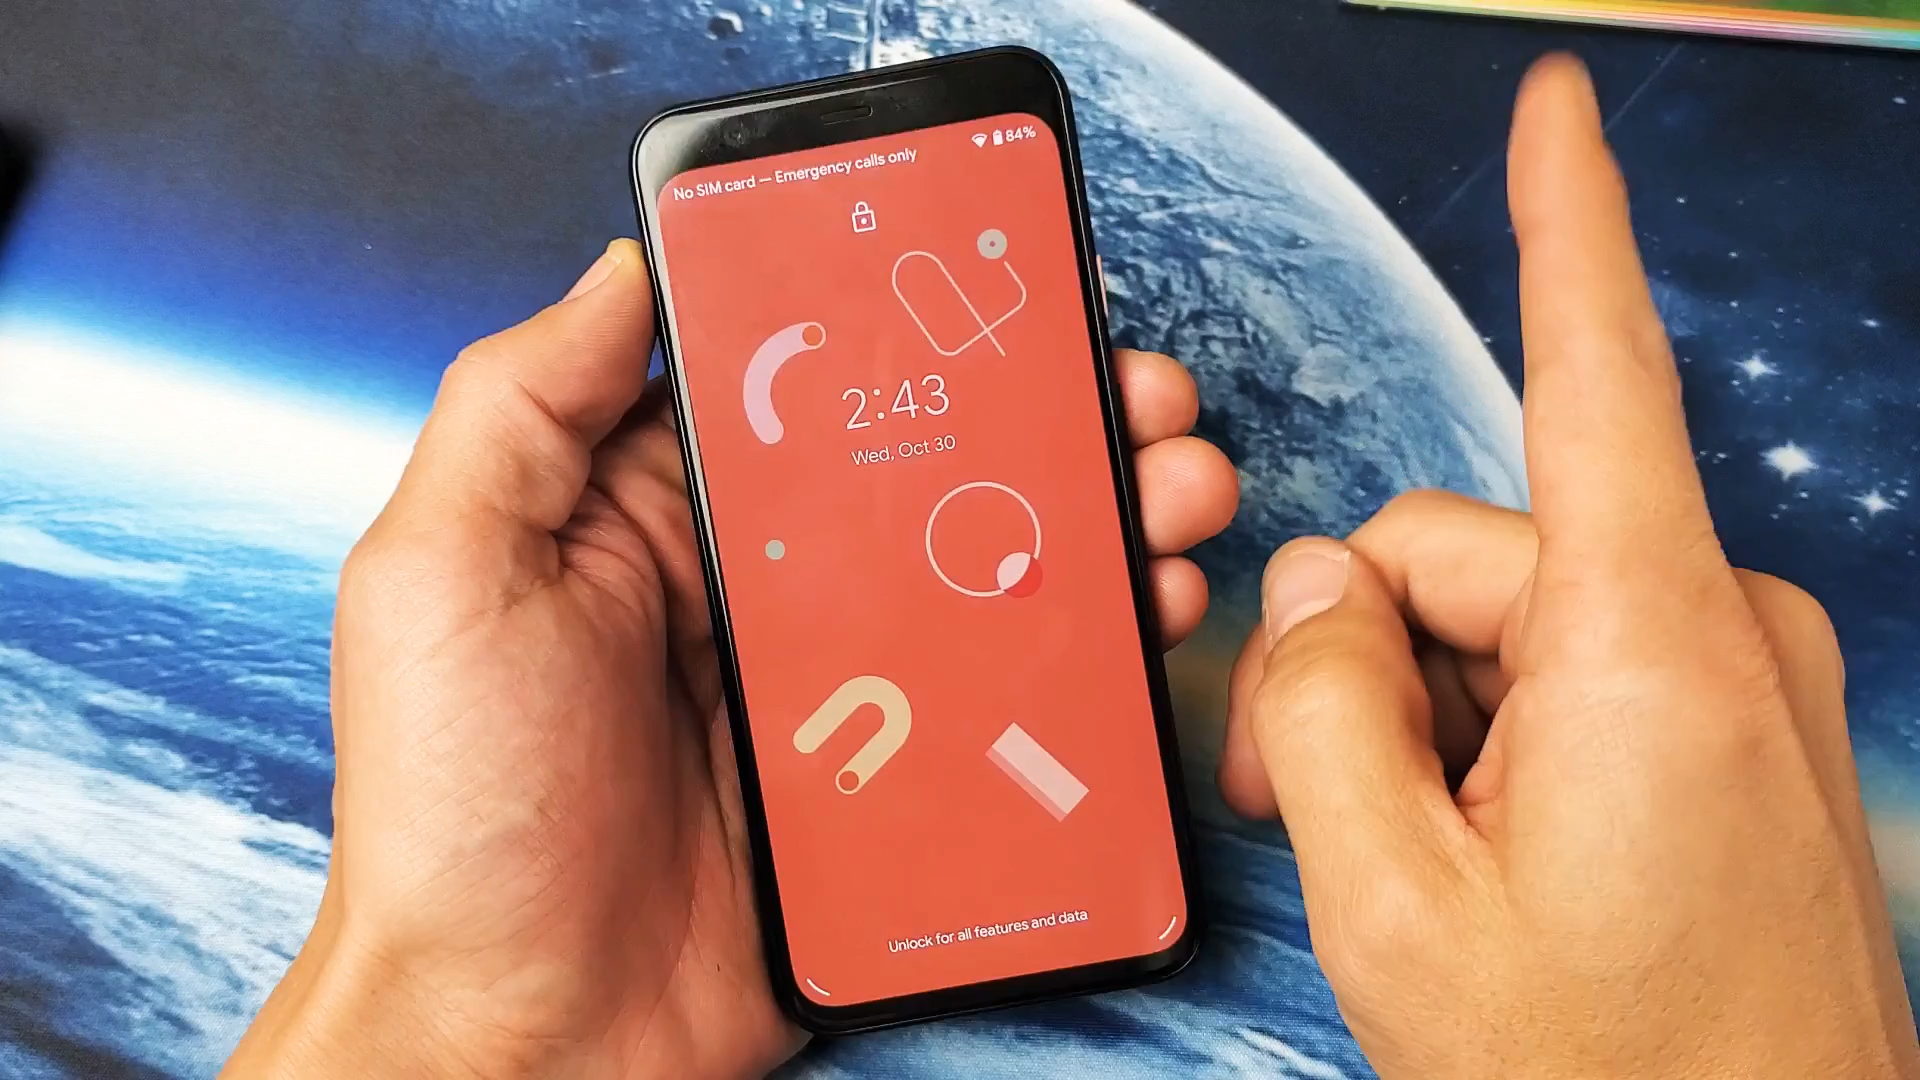 No SIM card — Emergency calls only
84%
2:43
Wed, Oct 30
Unlock for all features and data